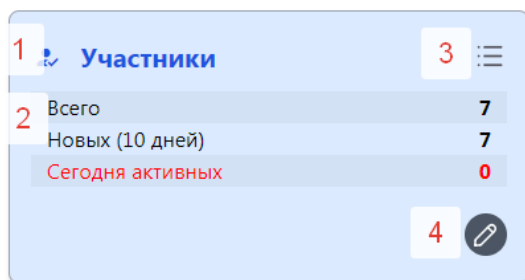 1 Участники 3
2 Всего 7
Новых (10 дней) 7
Сегодня активных 0
4